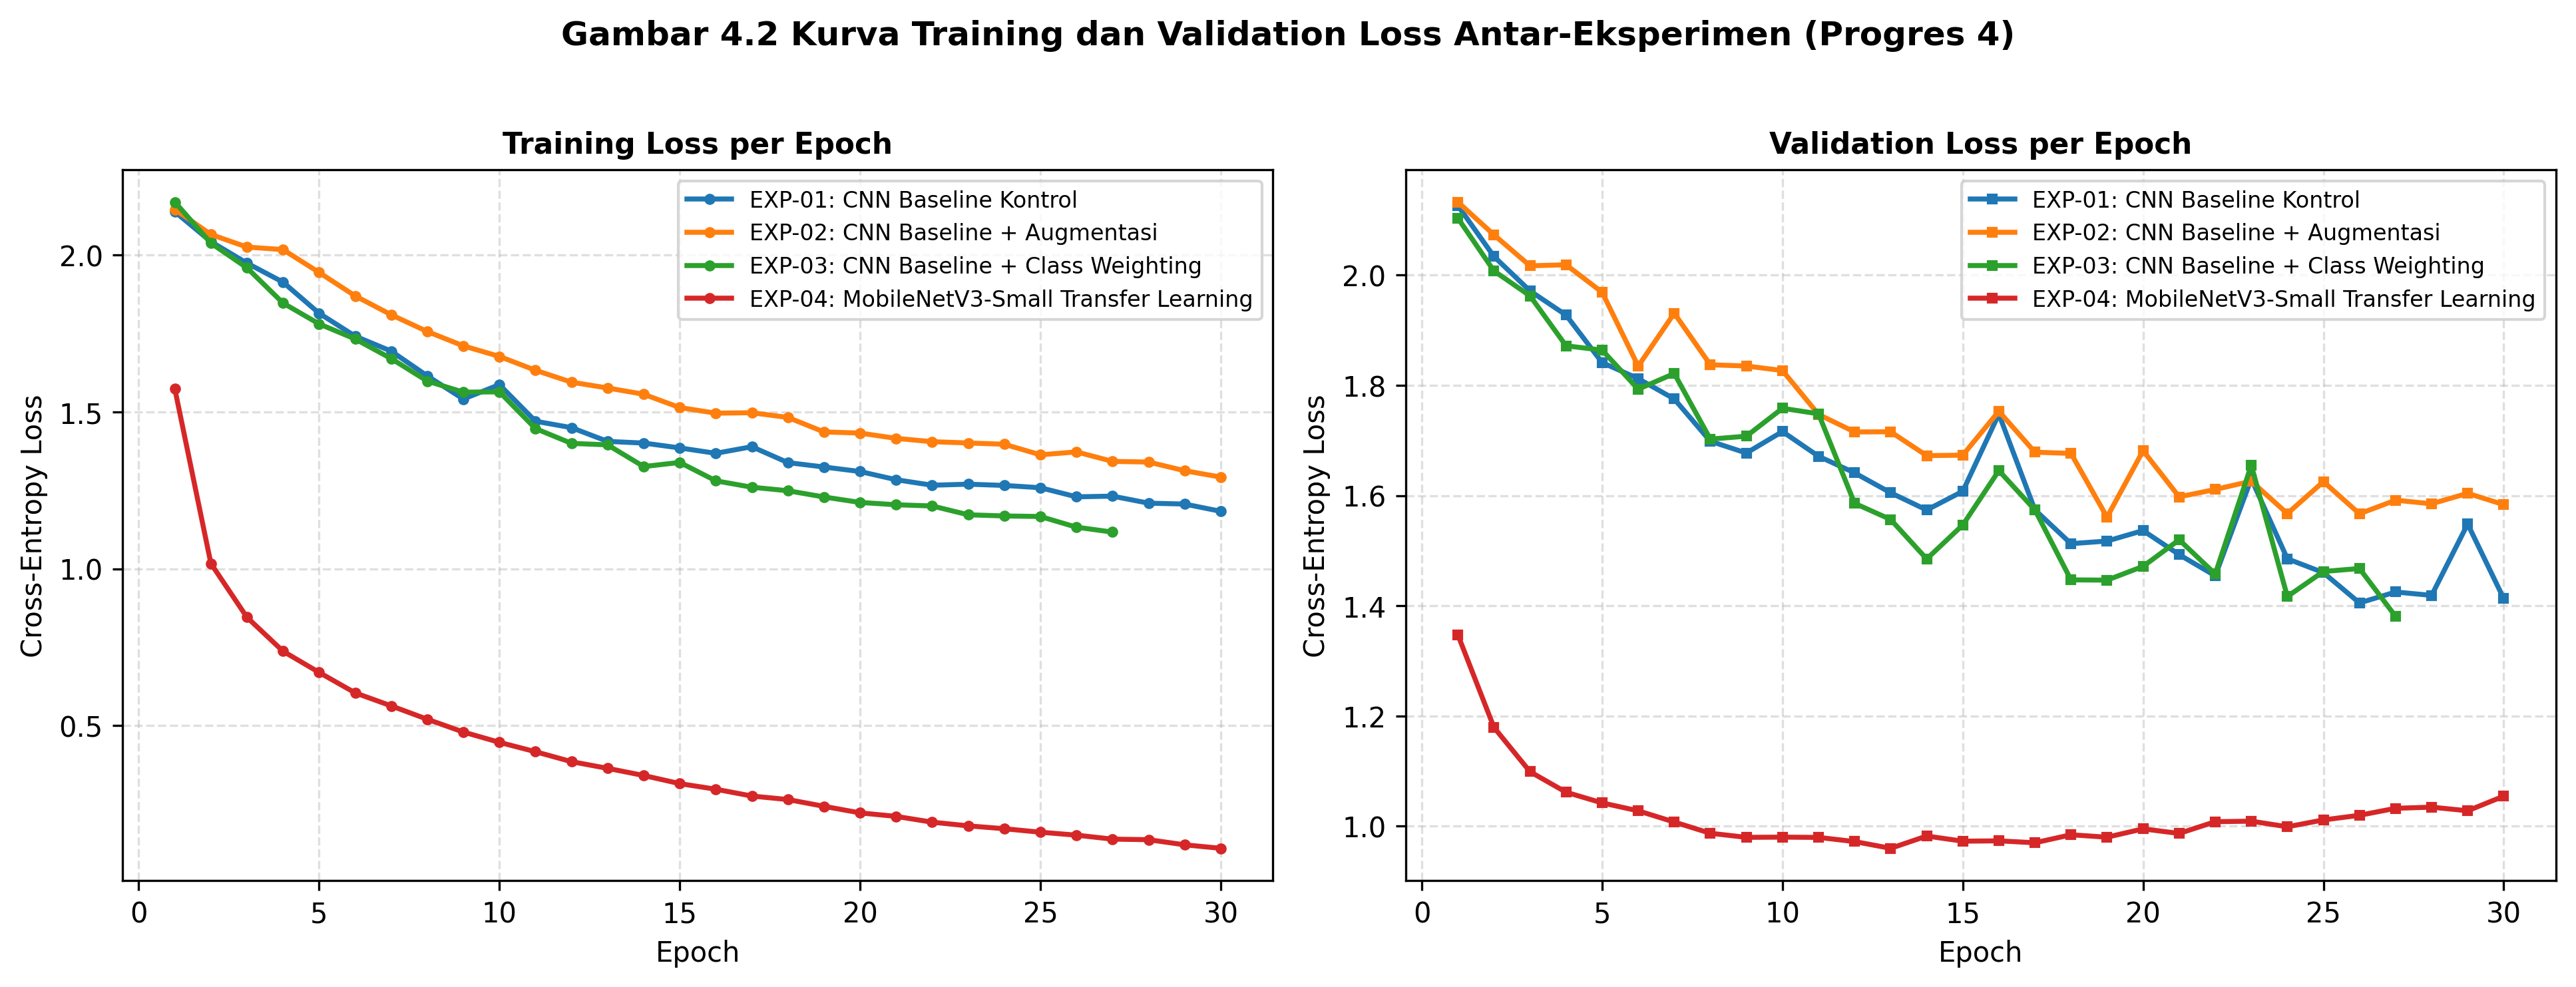 Gambar 4.2 Kurva Training dan Validation Loss Antar-Eksperimen (Progres 4)
Training Loss per Epoch
EXP-01: CNN Baseline Kontrol
EXP-02: CNN Baseline + Augmentasi
EXP-03: CNN Baseline + Class Weighting
EXP-04: MobileNetV3-Small Transfer Learning
Cross-Entropy Loss
2.0
1.5
1.0
0.5
0
5
10
15
20
25
30
Epoch
Validation Loss per Epoch
EXP-01: CNN Baseline Kontrol
EXP-02: CNN Baseline + Augmentasi
EXP-03: CNN Baseline + Class Weighting
EXP-04: MobileNetV3-Small Transfer Learning
Cross-Entropy Loss
2.0
1.8
1.6
1.4
1.2
1.0
0
5
10
15
20
25
30
Epoch